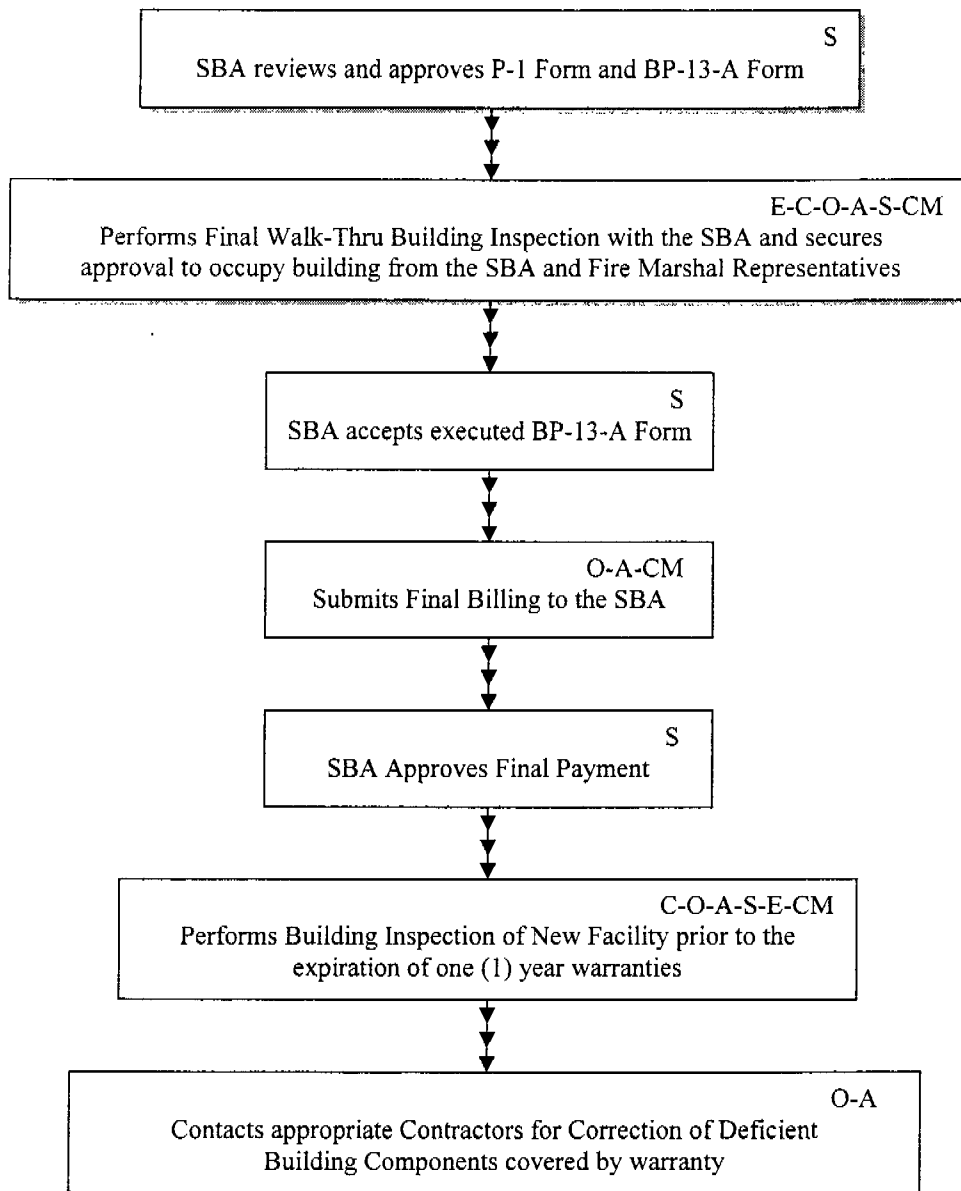 S
SBA reviews and approves P-1 Form and BP-13-A Form
E-C-O-A-S-CM
Performs Final Walk-Thru Building Inspection with the SBA and secures
approval to occupy building from the SBA and Fire Marshal Representatives
S
SBA accepts executed BP-13-A Form
O-A-CM
Submits Final Billing to the SBA
S
SBA Approves Final Payment
C-O-A-S-E-CM
Performs Building Inspection of New Facility prior to the
expiration of one (1) year warranties
O-A
Contacts appropriate Contractors for Correction of Deficient
Building Components covered by warranty